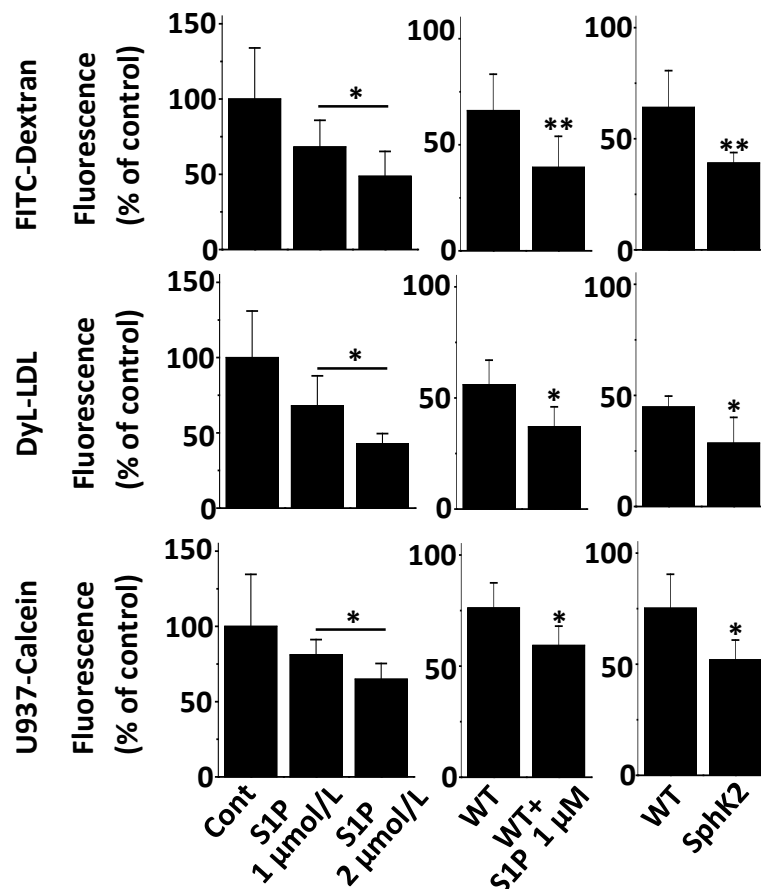 FITC-Dextran
Fluorescence
(% of control)
150
100
50
0
*
100
50
0
**
100
50
0
**
DyL-LDL
Fluorescence
(% of control)
150
100
50
0
*
100
50
0
*
100
50
0
*
U937-Calcein
Fluorescence
(% of control)
150
100
50
0
*
100
50
0
*
100
50
0
*
Cont
S1P
1 μmol/L
S1P
2 μmol/L
WT
WT+
S1P 1 μM
WT
SphK2